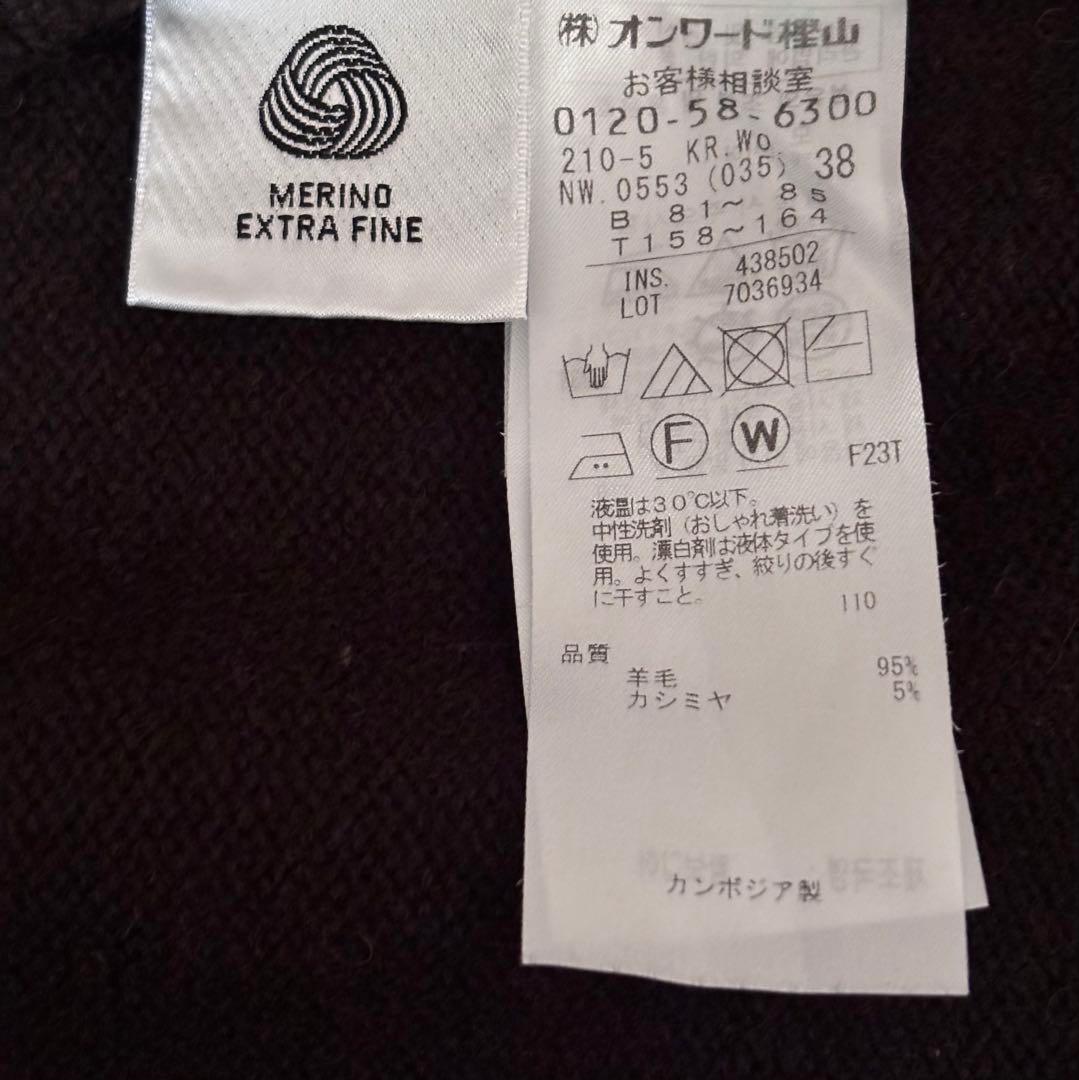 MERINO
EXTRA FINE
㈱オンワード樫山
お客様相談室
0120-58-6300
210-5 KR.Wo.
NW.0553 (035) 38
B 81～ 85
T158～164
INS. 438502
LOT 7036934
F
W
F23T
液温は30℃以下。
中性洗剤（おしゃれ着洗い）を
使用。漂白剤は液体タイプを使
用。よくすすぎ、絞りの後すぐ
に干すこと。
110
品質
羊毛 95%
カシミヤ 5%
カンボジア製